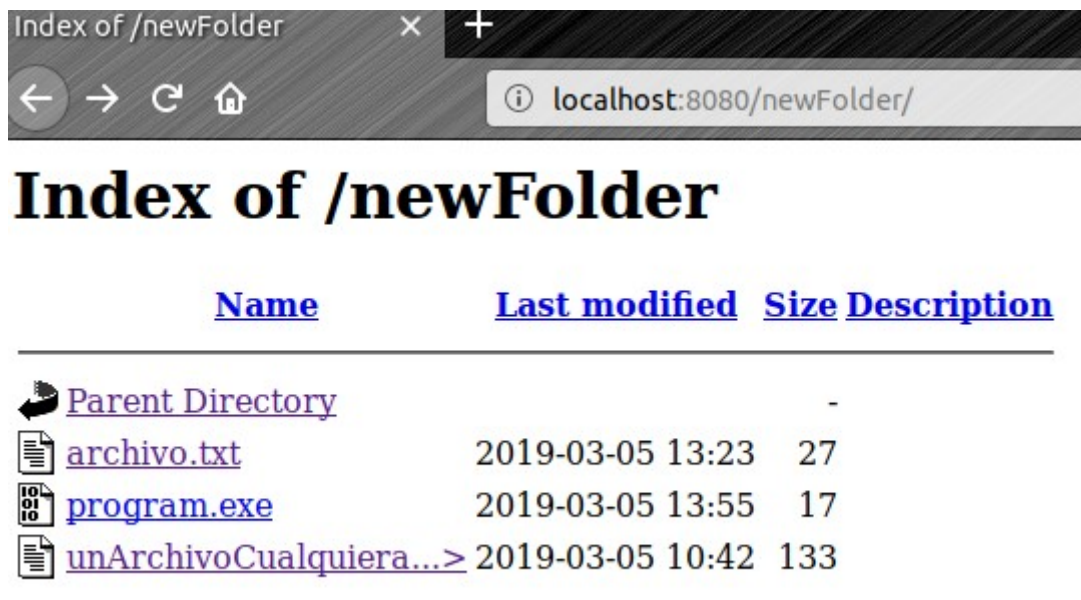 Index of /newFolder
localhost:8080/newFolder/
Index of /newFolder
Name Last modified Size Description
Parent Directory -
archivo.txt 2019-03-05 13:23 27
program.exe 2019-03-05 13:55 17
unArchivoCualquiera...> 2019-03-05 10:42 133